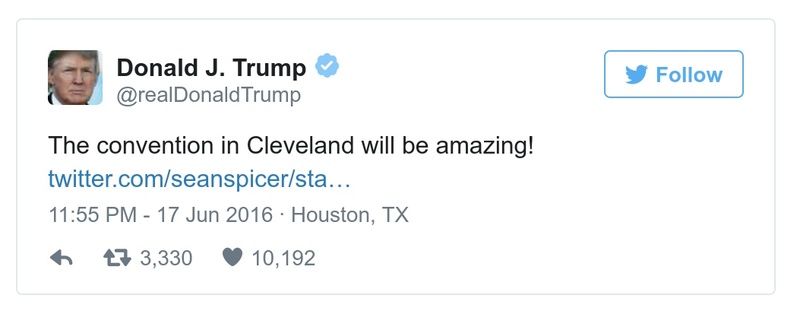 Donald J. Trump
@realDonaldTrump
Follow
The convention in Cleveland will be amazing!
twitter.com/seanspicer/sta…
11:55 PM - 17 Jun 2016 · Houston, TX
3,330 10,192